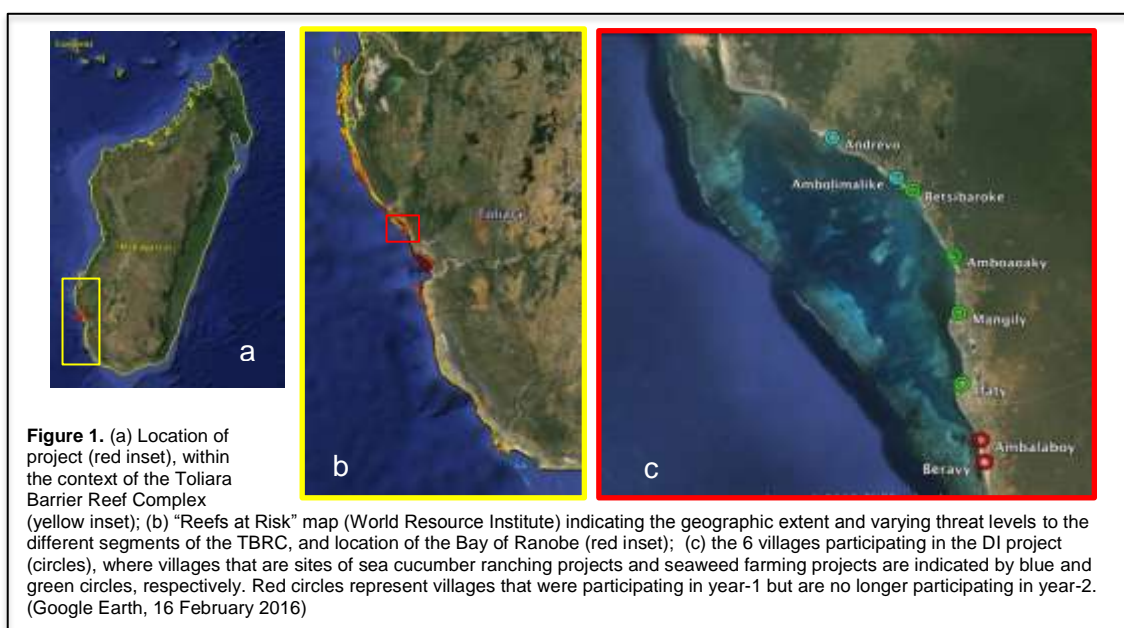 a
Toliara
b
Andrevo
Ambolimalike
Betsibaroke
Amboaoaky
Mangily
Ifaty
Ambalaboy
Beravy
c
Figure 1. (a) Location of
project (red inset), within
the context of the Toliara
Barrier Reef Complex
(yellow inset); (b) “Reefs at Risk” map (World Resource Institute) indicating the geographic extent and varying threat levels to the
different segments of the TBRC, and location of the Bay of Ranobe (red inset); (c) the 6 villages participating in the DI project
(circles), where villages that are sites of sea cucumber ranching projects and seaweed farming projects are indicated by blue and
green circles, respectively. Red circles represent villages that were participating in year-1 but are no longer participating in year-2.
(Google Earth, 16 February 2016)